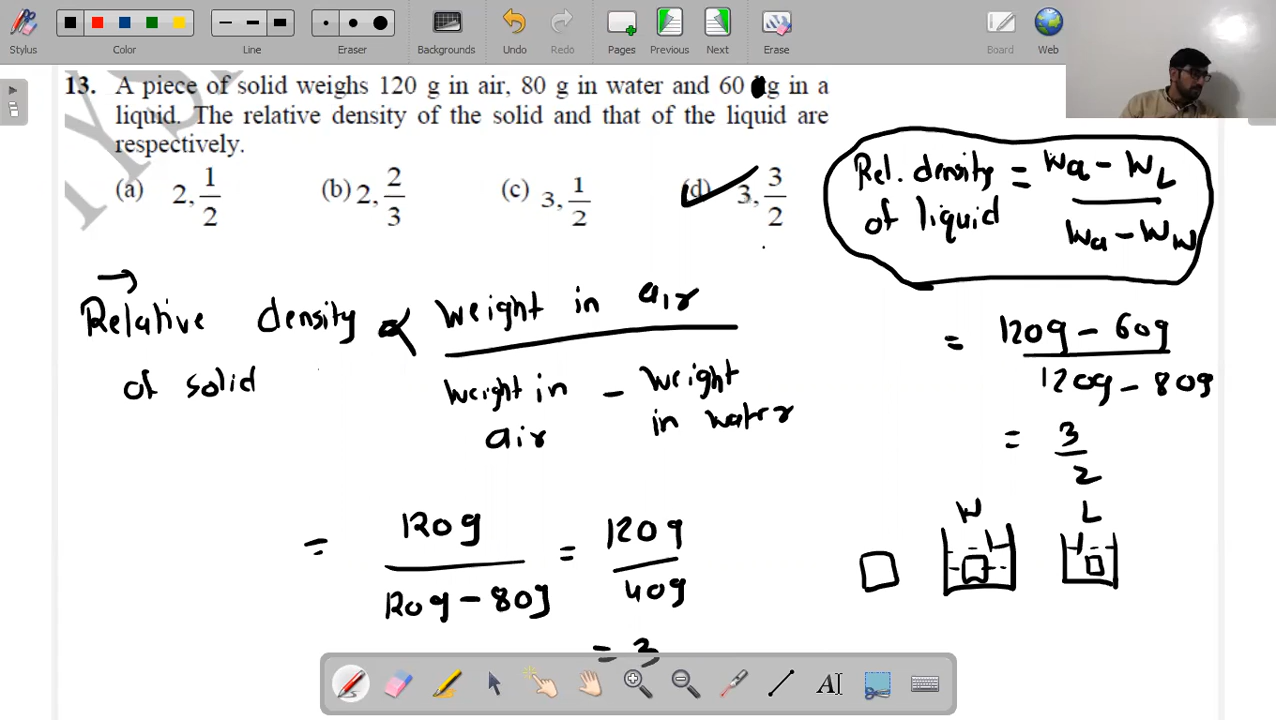 Stylus Color Line Eraser Backgrounds Undo Redo Pages Previous Next Erase Board Web
13. A piece of solid weighs 120 g in air, 80 g in water and 60 kg in a
liquid. The relative density of the solid and that of the liquid are
respectively.
(a) 2, 1/2 (b) 2, 2/3 (c) 3, 1/2 (d) 3, 3/2
Rel. density of liquid = Wa - WL / Wa - WW
= 120g - 60g / 120g - 80g
= 3/2
W L
Relative density of solid ∝ weight in air / weight in air - weight in water
= 120g / 120g - 80g = 120g / 40g
= 3
A